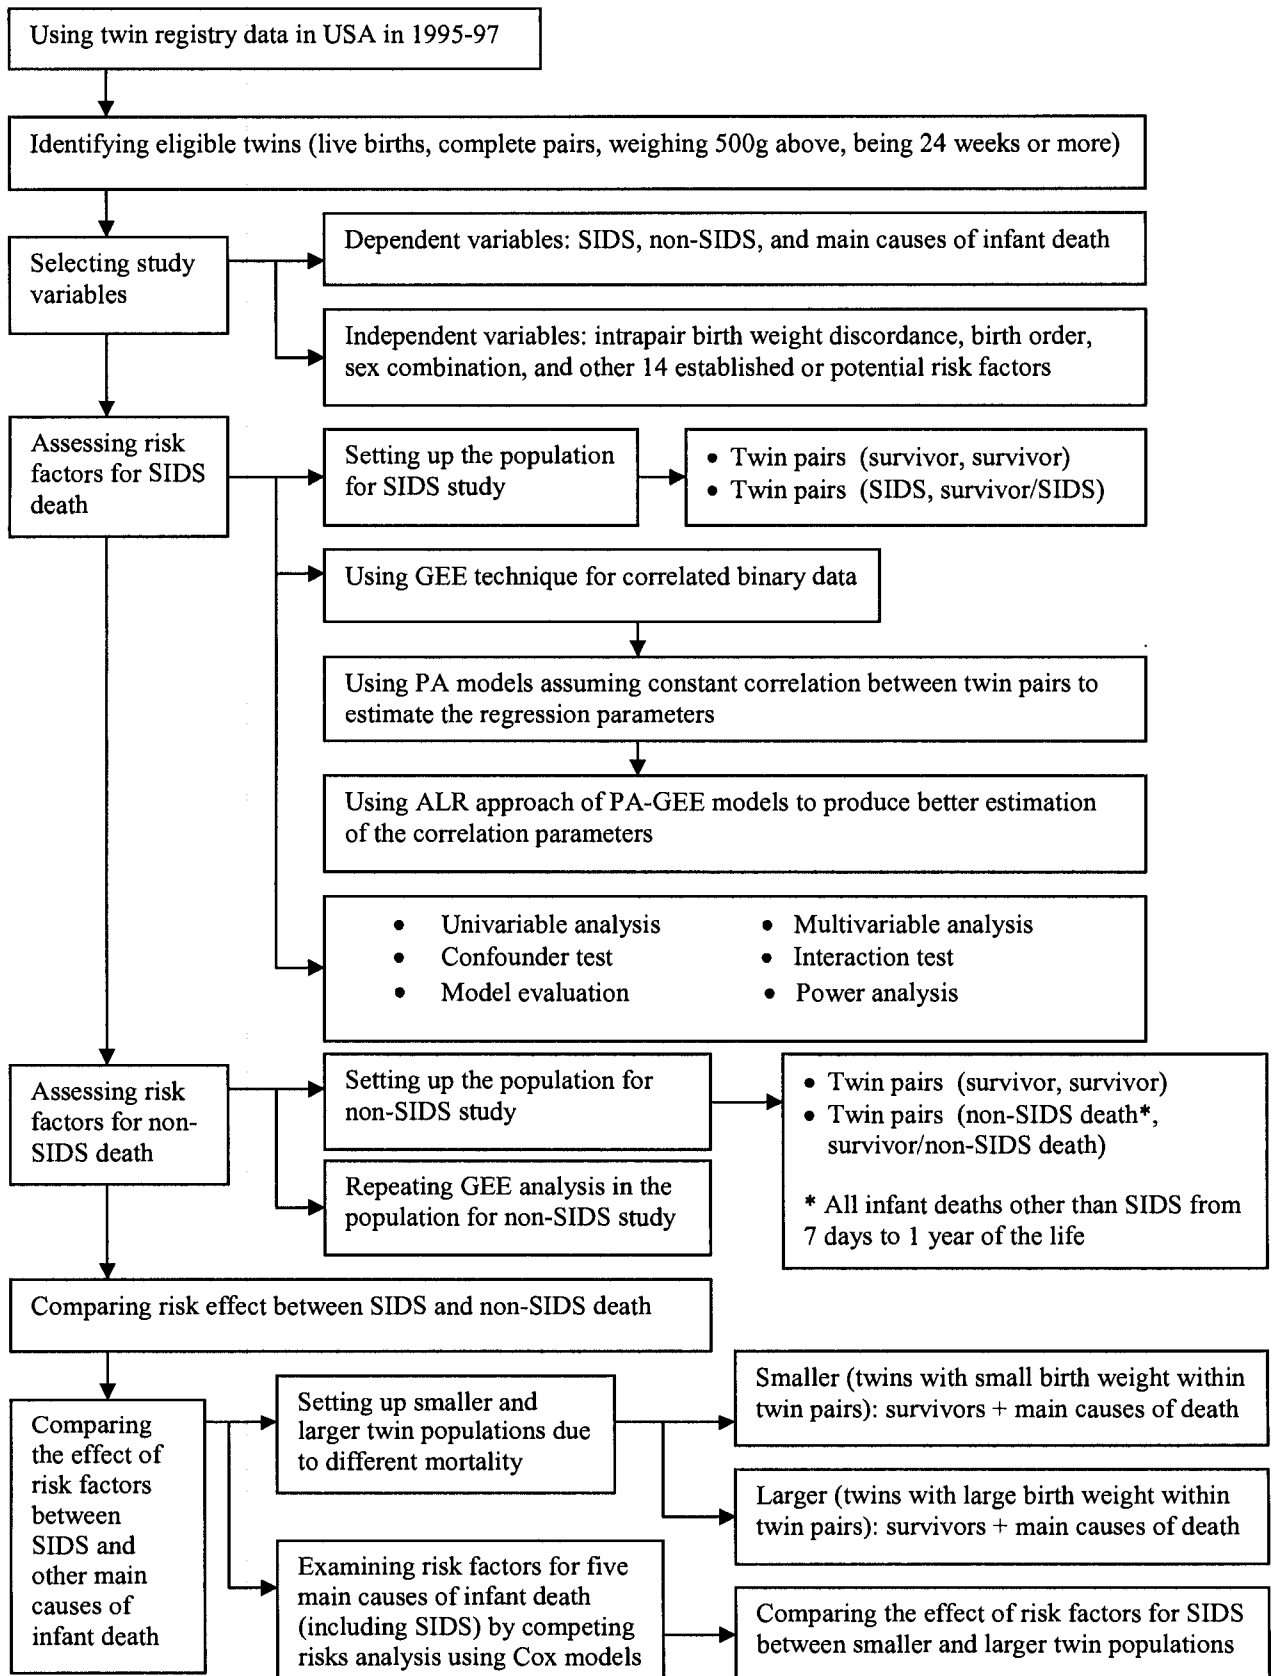 Using twin registry data in USA in 1995-97
Identifying eligible twins (live births, complete pairs, weighing 500g above, being 24 weeks or more)
Selecting study
variables
Dependent variables: SIDS, non-SIDS, and main causes of infant death
Independent variables: intrapair birth weight discordance, birth order,
sex combination, and other 14 established or potential risk factors
Assessing risk
factors for SIDS
death
Setting up the population
for SIDS study
• Twin pairs (survivor, survivor)
• Twin pairs (SIDS, survivor/SIDS)
Using GEE technique for correlated binary data
Using PA models assuming constant correlation between twin pairs to
estimate the regression parameters
Using ALR approach of PA-GEE models to produce better estimation
of the correlation parameters
• Univariable analysis
• Confounder test
• Model evaluation
• Multivariable analysis
• Interaction test
• Power analysis
Assessing risk
factors for non-
SIDS death
Setting up the population for
non-SIDS study
• Twin pairs (survivor, survivor)
• Twin pairs (non-SIDS death*,
survivor/non-SIDS death)
* All infant deaths other than SIDS from
7 days to 1 year of the life
Repeating GEE analysis in the
population for non-SIDS study
Comparing risk effect between SIDS and non-SIDS death
Comparing
the effect of
risk factors
between
SIDS and
other main
causes of
infant death
Setting up smaller and
larger twin populations due
to different mortality
Smaller (twins with small birth weight within
twin pairs): survivors + main causes of death
Larger (twins with large birth weight within
twin pairs): survivors + main causes of death
Examining risk factors for five
main causes of infant death
(including SIDS) by competing
risks analysis using Cox models
Comparing the effect of risk factors for SIDS
between smaller and larger twin populations